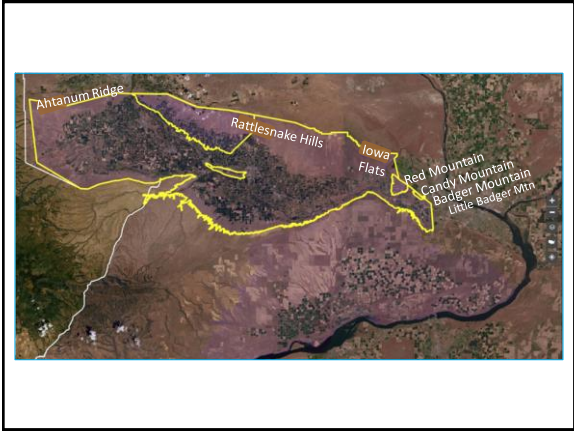 Ahtanum Ridge
Rattlesnake Hills
Iowa
Flats
Red Mountain
Candy Mountain
Badger Mountain
Little Badger Mtn